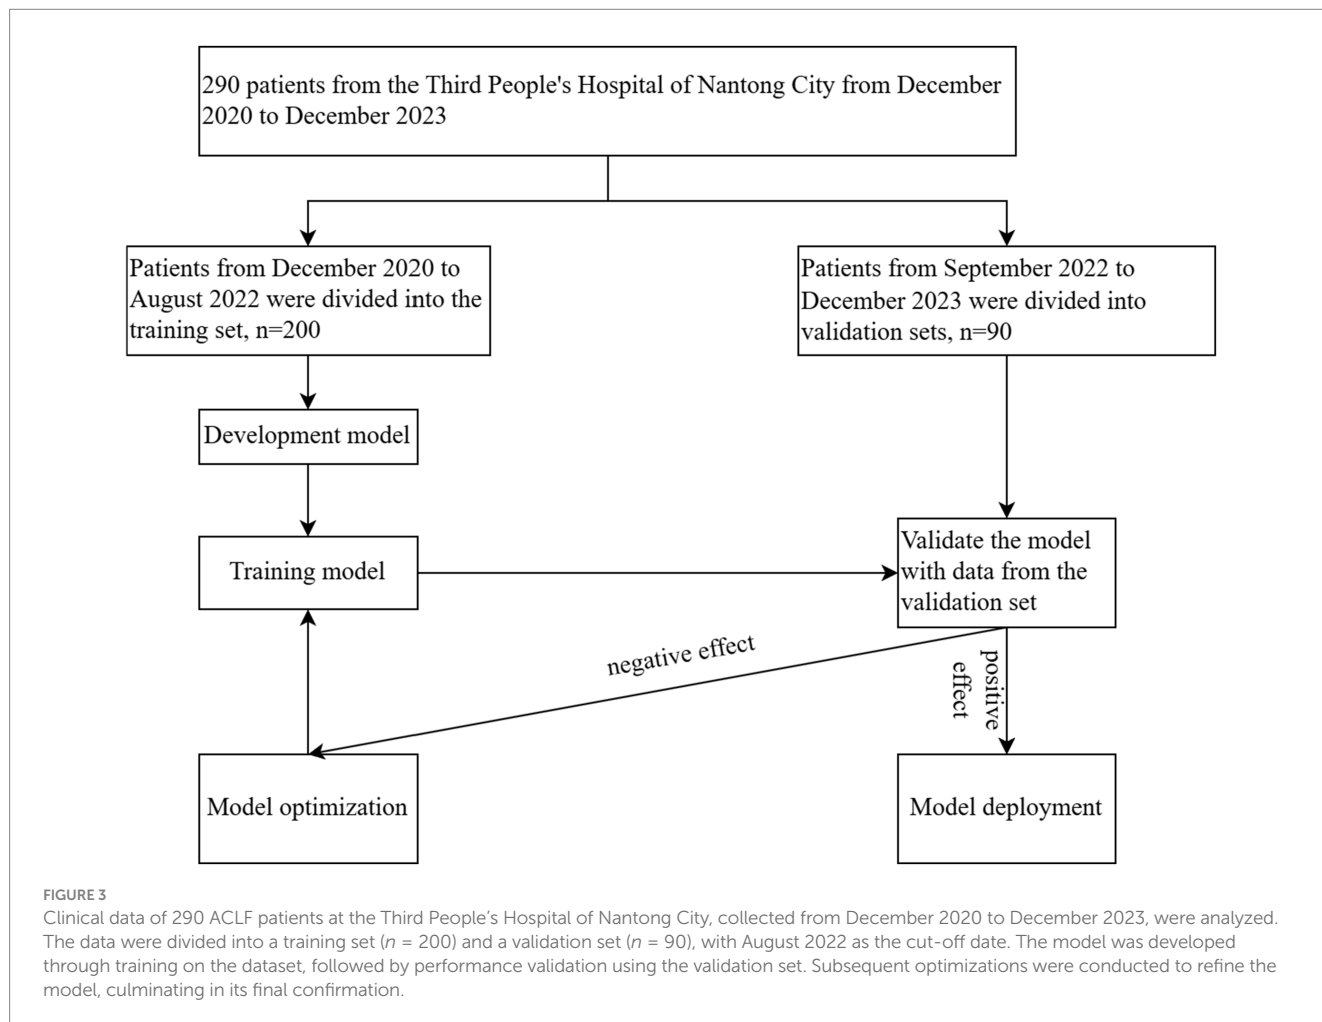 290 patients from the Third People's Hospital of Nantong City from December
2020 to December 2023
Patients from December 2020 to
August 2022 were divided into the
training set, n=200
Patients from September 2022 to
December 2023 were divided into
validation sets, n=90
Development model
Training model
Validate the model
with data from the
validation set
negative effect
positive
effect
Model optimization
Model deployment
FIGURE 3
Clinical data of 290 ACLF patients at the Third People’s Hospital of Nantong City, collected from December 2020 to December 2023, were analyzed.
The data were divided into a training set (n = 200) and a validation set (n = 90), with August 2022 as the cut-off date. The model was developed
through training on the dataset, followed by performance validation using the validation set. Subsequent optimizations were conducted to refine the
model, culminating in its final confirmation.